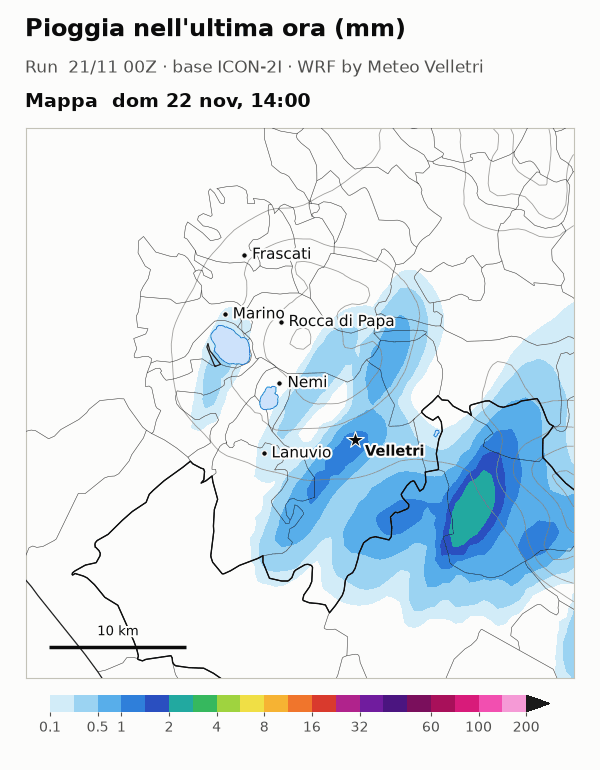 Pioggia nell'ultima ora (mm)
Run  21/11 00Z · base ICON-2I · WRF by Meteo Velletri
Mappa  dom 22 nov, 14:00
Frascati
Marino
Rocca di Papa
Nemi
Velletri
Lanuvio
10 km
0.1 0.5 1 2 4 8 16 32 60 100 200